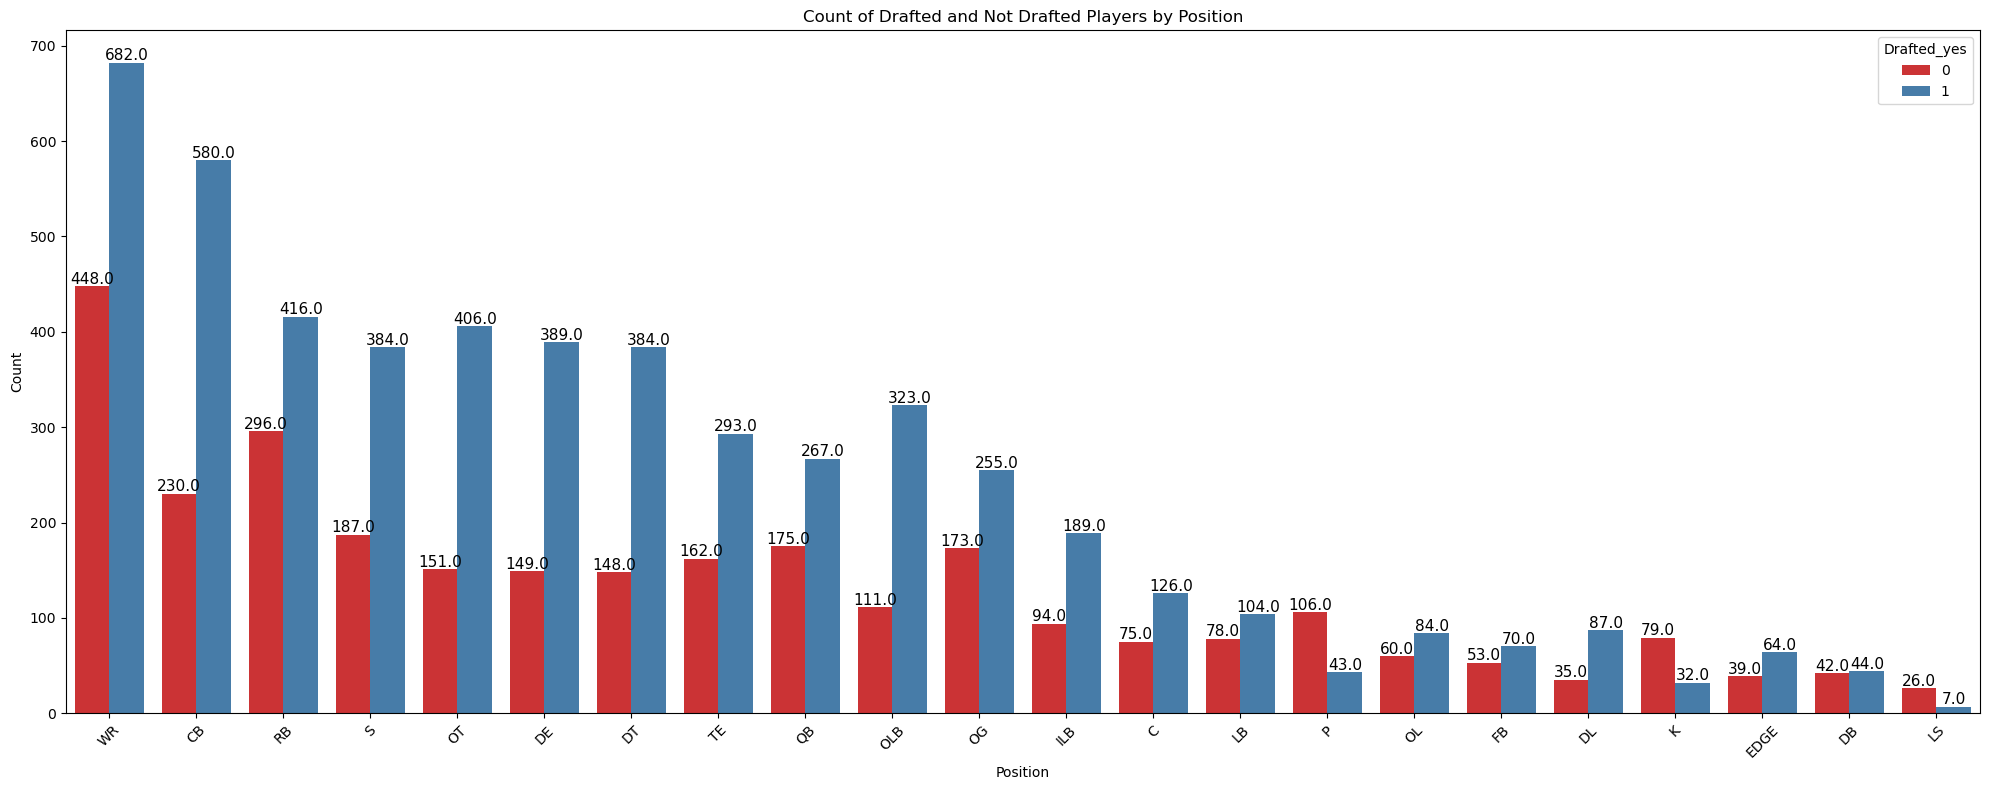 Count of Drafted and Not Drafted Players by Position
Drafted_yes
0
1
Count
700
600
500
400
300
200
100
0
448.0
682.0
230.0
580.0
296.0
416.0
187.0
384.0
151.0
406.0
149.0
389.0
148.0
384.0
162.0
293.0
175.0
267.0
111.0
323.0
173.0
255.0
94.0
189.0
75.0
126.0
78.0
104.0
106.0
43.0
60.0
84.0
53.0
70.0
35.0
87.0
79.0
32.0
39.0
64.0
42.0
44.0
26.0
7.0
WR
CB
RB
S
OT
DE
DT
TE
QB
OLB
OG
ILB
C
LB
P
OL
FB
DL
K
EDGE
DB
LS
Position